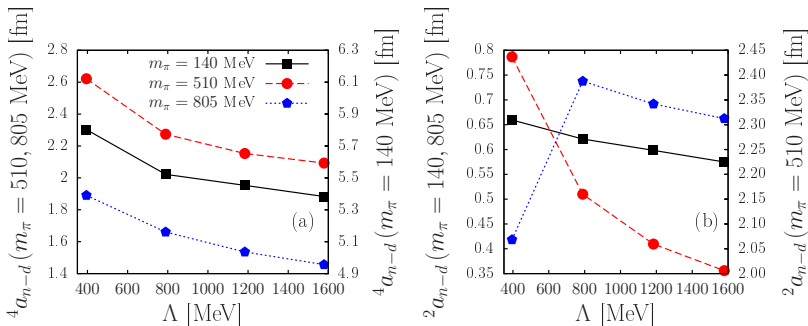 ⁴a_{n−d} (m_π = 510, 805 MeV) [fm]
2.8
2.6
2.4
2.2
2
1.8
1.6
1.4
m_π = 140 MeV
m_π = 510 MeV
m_π = 805 MeV
(a)
400 600 800 1000 1200 1400 1600
Λ [MeV]
6.3
6.1
5.9
5.7
5.5
5.3
5.1
4.9
⁴a_{n−d} (m_π = 140 MeV) [fm]
²a_{n−d} (m_π = 140, 805 MeV) [fm]
0.8
0.75
0.7
0.65
0.6
0.55
0.5
0.45
0.4
0.35
(b)
400 600 800 1000 1200 1400 1600
Λ [MeV]
2.45
2.40
2.35
2.30
2.25
2.20
2.15
2.10
2.05
2.00
²a_{n−d} (m_π = 510 MeV) [fm]